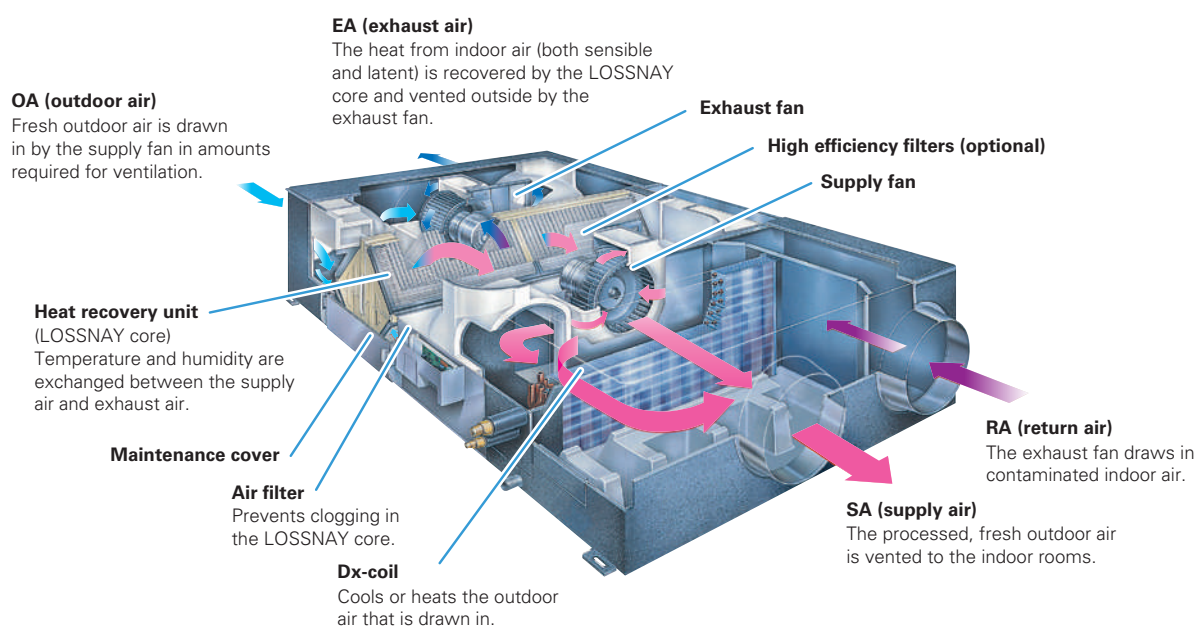 EA (exhaust air)
The heat from indoor air (both sensible
and latent) is recovered by the LOSSNAY
core and vented outside by the
exhaust fan.
OA (outdoor air)
Fresh outdoor air is drawn
in by the supply fan in amounts
required for ventilation.
Exhaust fan
High efficiency filters (optional)
Supply fan
Heat recovery unit
(LOSSNAY core)
Temperature and humidity are
exchanged between the supply
air and exhaust air.
Maintenance cover
Air filter
Prevents clogging in
the LOSSNAY core.
Dx-coil
Cools or heats the outdoor
air that is drawn in.
RA (return air)
The exhaust fan draws in
contaminated indoor air.
SA (supply air)
The processed, fresh outdoor air
is vented to the indoor rooms.